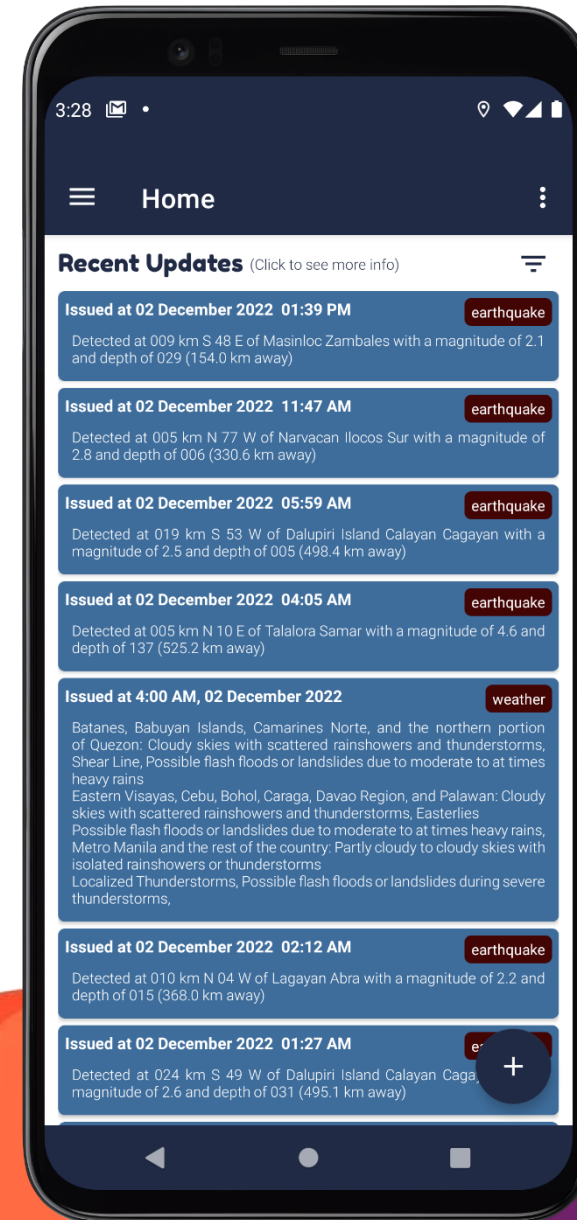 3:28
Home
Recent Updates (Click to see more info)
Issued at 02 December 2022 01:39 PM
earthquake
Detected at 009 km S 48 E of Masinloc Zambales with a magnitude of 2.1
and depth of 029 (154.0 km away)
Issued at 02 December 2022 11:47 AM
earthquake
Detected at 005 km N 77 W of Narvacan Ilocos Sur with a magnitude of
2.8 and depth of 006 (330.6 km away)
Issued at 02 December 2022 05:59 AM
earthquake
Detected at 019 km S 53 W of Dalupiri Island Calayan Cagayan with a
magnitude of 2.5 and depth of 005 (498.4 km away)
Issued at 02 December 2022 04:05 AM
earthquake
Detected at 005 km N 10 E of Talalora Samar with a magnitude of 4.6 and
depth of 137 (525.2 km away)
Issued at 4:00 AM, 02 December 2022
weather
Batanes, Babuyan Islands, Camarines Norte, and the northern portion
of Quezon: Cloudy skies with scattered rainshowers and thunderstorms,
Shear Line, Possible flash floods or landslides due to moderate to at times
heavy rains
Eastern Visayas, Cebu, Bohol, Caraga, Davao Region, and Palawan: Cloudy
skies with scattered rainshowers and thunderstorms, Easterlies
Possible flash floods or landslides due to moderate to at times heavy rains,
Metro Manila and the rest of the country: Partly cloudy to cloudy skies with
isolated rainshowers or thunderstorms
Localized Thunderstorms, Possible flash floods or landslides during severe
thunderstorms,
Issued at 02 December 2022 02:12 AM
earthquake
Detected at 010 km N 04 W of Lagayan Abra with a magnitude of 2.2 and
depth of 015 (368.0 km away)
Issued at 02 December 2022 01:27 AM
Detected at 024 km S 49 W of Dalupiri Island Calayan
magnitude of 2.6 and depth of 031 (495.1 km away)